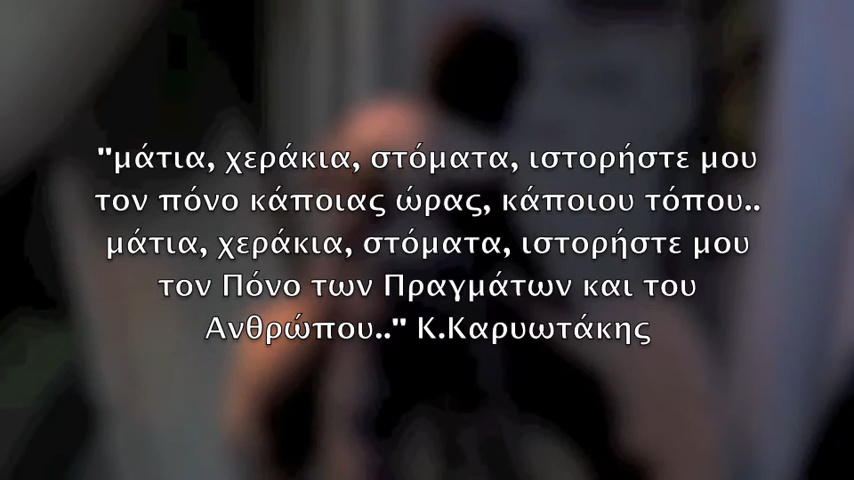 "μάτια, χεράκια, στόματα, ιστορήστε μου
τον πόνο κάποιας ώρας, κάποιου τόπου..
μάτια, χεράκια, στόματα, ιστορήστε μου
τον Πόνο των Πραγμάτων και του
Ανθρώπου.." Κ.Καρυωτάκης